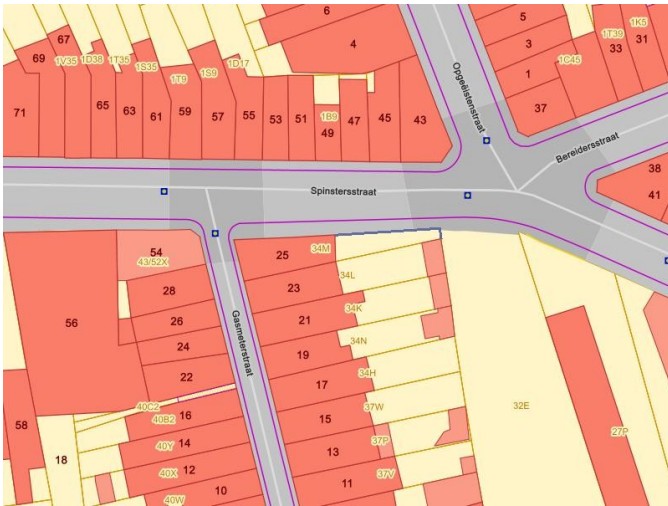 6
4
5
3
1
37
1C45
1T39
33
1K5
31
67
69
71
1V35
1D38
65
1T35
63
1S35
61
1T9
59
1S9
57
1D17
55
53
51
1B9
49
47
45
43
Opgeëistenstraat
Bereidersstraat
38
41
Spinstersstraat
54
43/52X
28
26
24
22
56
58
18
40C2
40B2
16
40Y
14
40X
12
40W
10
Gasmeterstraat
25
34M
23
34L
21
34K
19
34N
17
34H
15
37W
13
37P
11
37V
32E
27P